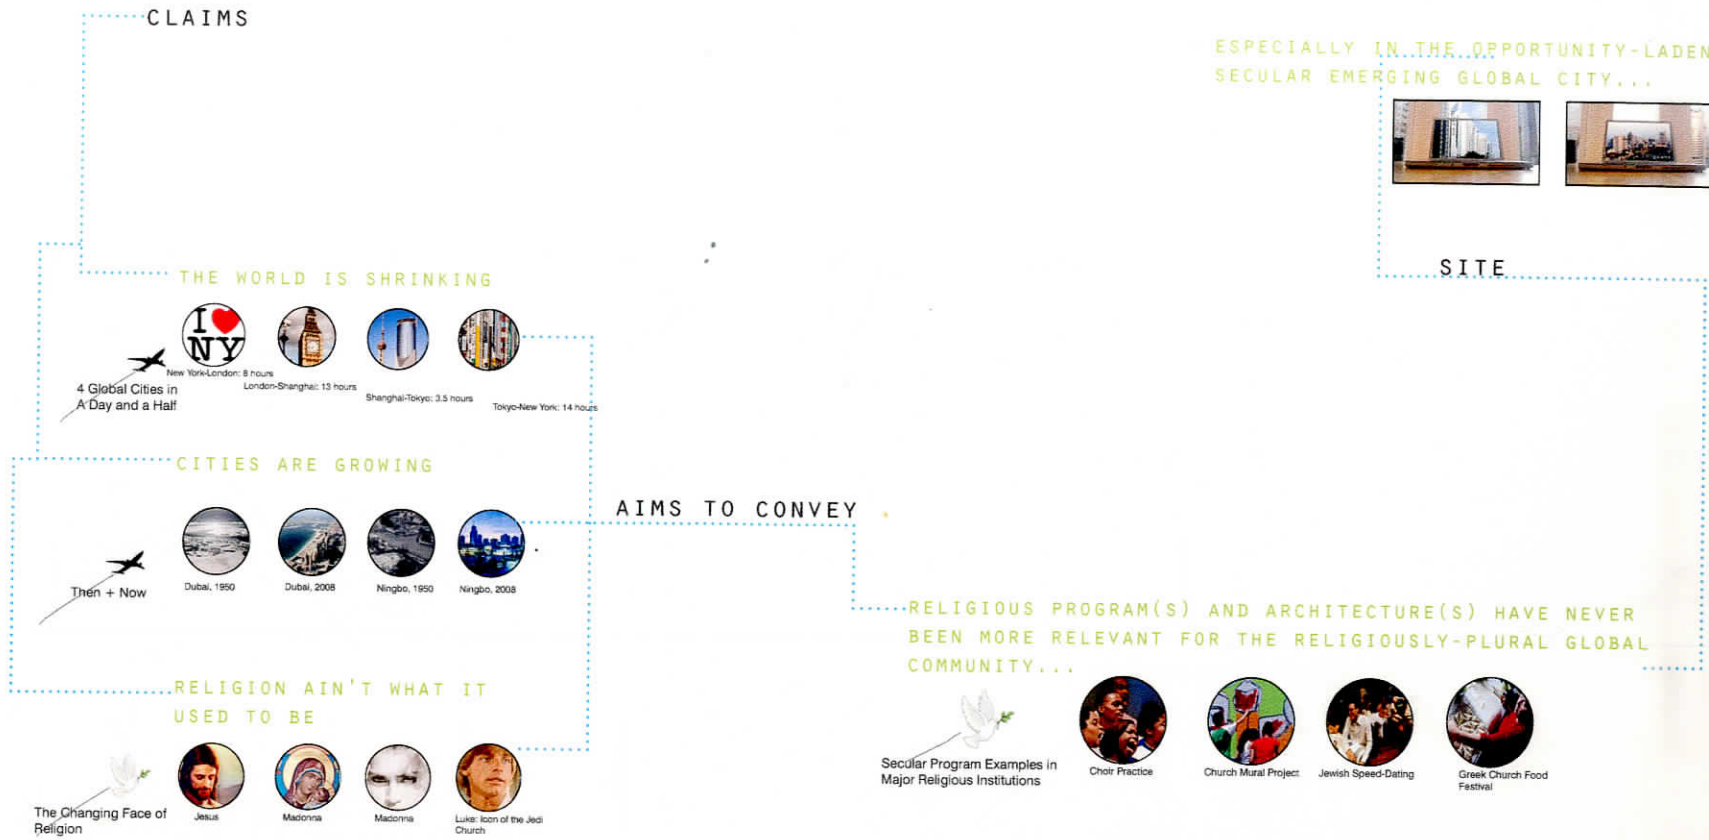 CLAIMS
ESPECIALLY IN THE OPPORTUNITY-LADEN
SECULAR EMERGING GLOBAL CITY...
SITE
THE WORLD IS SHRINKING
I
NY
New York-London: 8 hours
London-Shanghai: 13 hours
Shanghai-Tokyo: 3.5 hours
Tokyo-New York: 14 hours
4 Global Cities in
A Day and a Half
CITIES ARE GROWING
Dubai, 1950
Dubai, 2008
Ningbo, 1950
Ningbo, 2008
Then + Now
AIMS TO CONVEY
RELIGION AIN'T WHAT IT
USED TO BE
Jesus
Madonna
Madonna
Luke: Icon of the Jedi
Church
The Changing Face of
Religion
RELIGIOUS PROGRAM(S) AND ARCHITECTURE(S) HAVE NEVER
BEEN MORE RELEVANT FOR THE RELIGIOUSLY-PLURAL GLOBAL
COMMUNITY...
Secular Program Examples in
Major Religious Institutions
Choir Practice
Church Mural Project
Jewish Speed-Dating
Greek Church Food
Festival